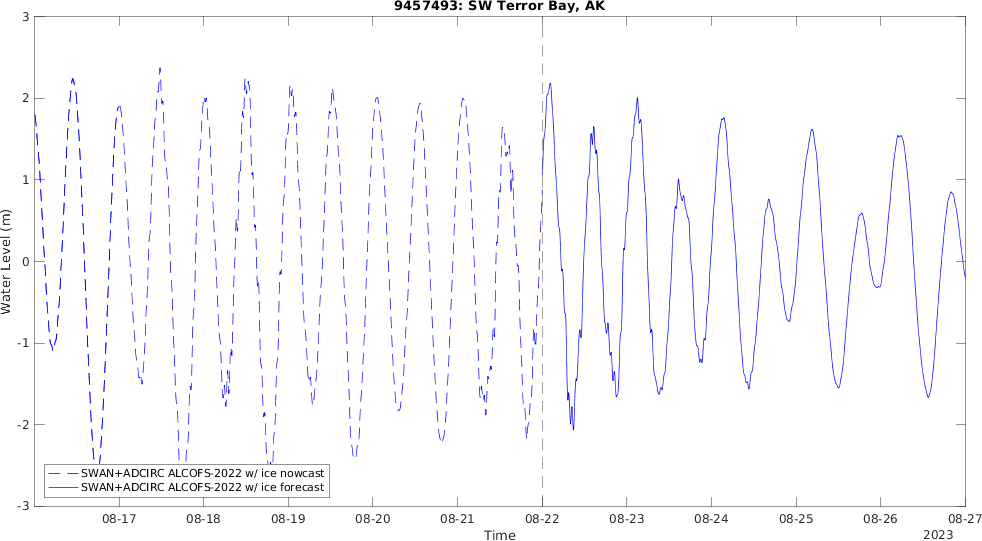 9457493: SW Terror Bay, AK
3
2
1
0
-1
-2
-3
Water Level (m)
SWAN+ADCIRC ALCOFS-2022 w/ ice nowcast
SWAN+ADCIRC ALCOFS-2022 w/ ice forecast
08-17 08-18 08-19 08-20 08-21 08-22 08-23 08-24 08-25 08-26 08-27
Time
2023